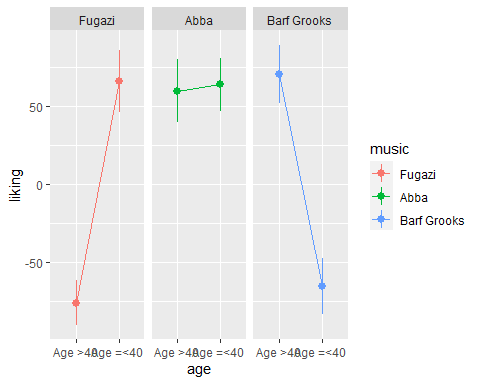 Fugazi Abba Barf Grooks
liking
50
0
-50
Age >40 Age =<40 Age >40 Age =<40 Age >40 Age =<40
age
music
Fugazi
Abba
Barf Grooks